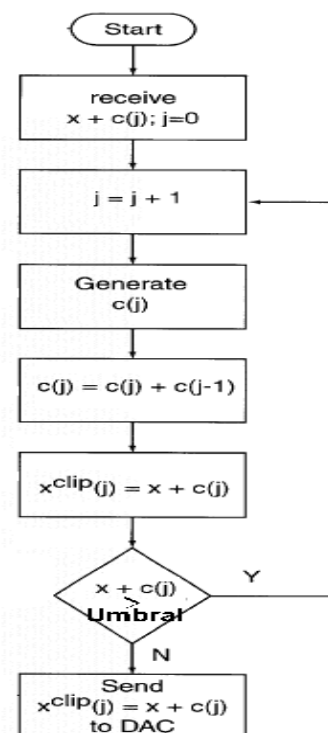 Start
receive
x + c(j); j=0
j = j + 1
Generate
c(j)
c(j) = c(j) + c(j-1)
x^clip(j) = x + c(j)
x + c(j)
>
Umbral
Y
N
Send
x^clip(j) = x + c(j)
to DAC